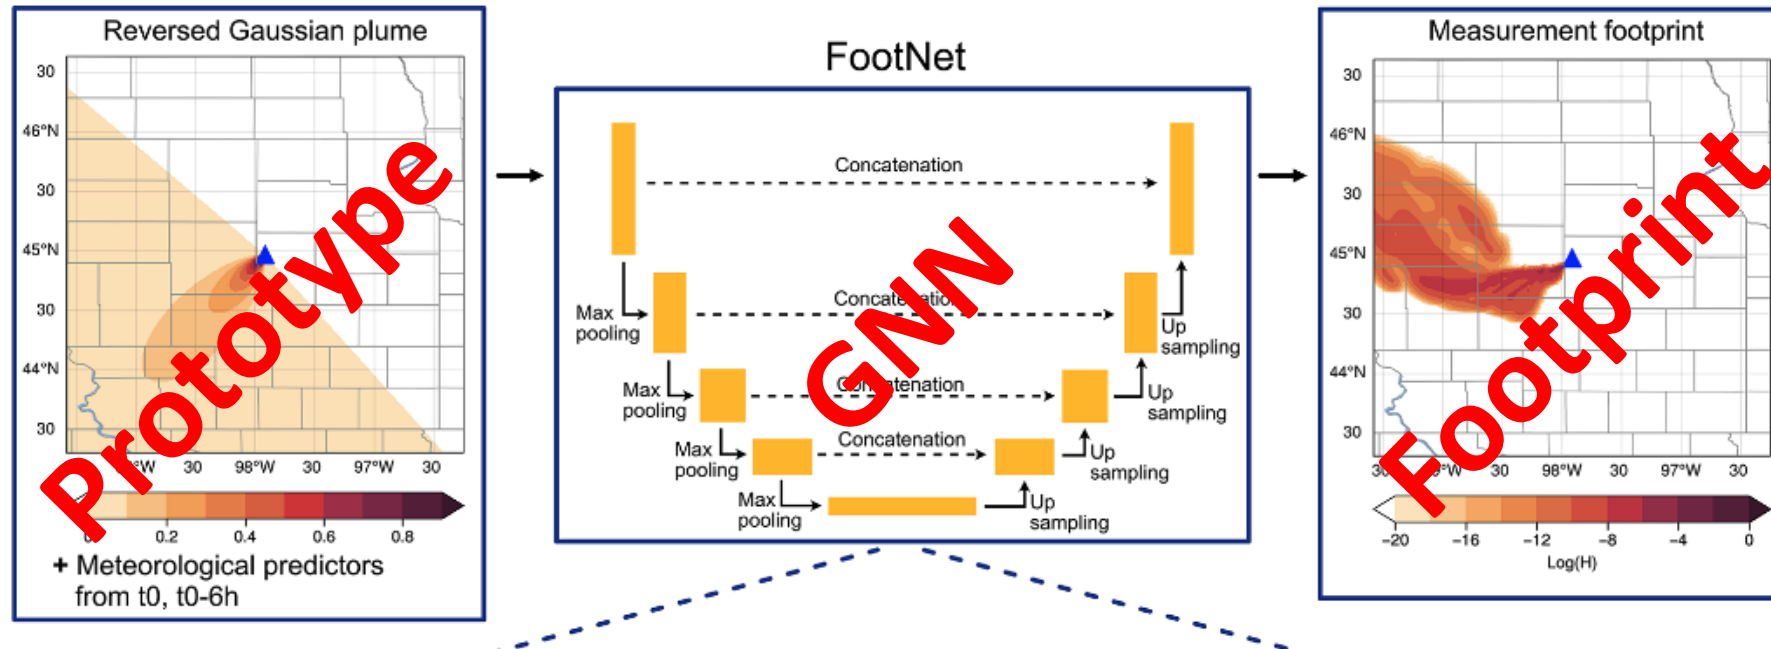 Reversed Gaussian plume
30
46°N
30
45°N
30
44°N
30
30
98°W
30
97°W
30
0.2
0.4
0.6
0.8
+ Meteorological predictors
from t0, t0-6h
Prototype
FootNet
Concatenation
Concatenation
Concatenation
Concatenation
Max
pooling
Max
pooling
Max
pooling
Max
pooling
Up
sampling
Up
sampling
Up
sampling
Up
sampling
GNN
Measurement footprint
30
46°N
30
45°N
30
44°N
30
30
98°W
30
97°W
30
−20
−16
−12
−8
−4
0
Log(H)
Footprint